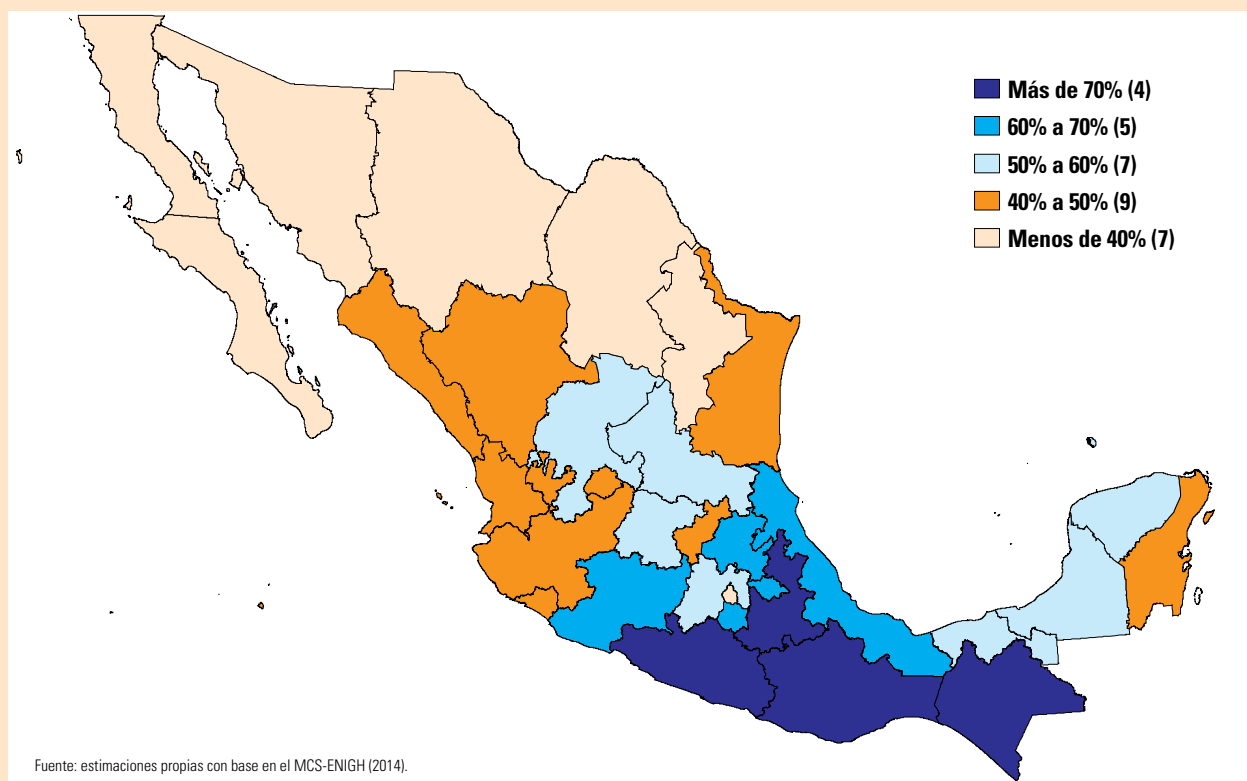 Más de 70% (4)
60% a 70% (5)
50% a 60% (7)
40% a 50% (9)
Menos de 40% (7)
Fuente: estimaciones propias con base en el MCS-ENIGH (2014).